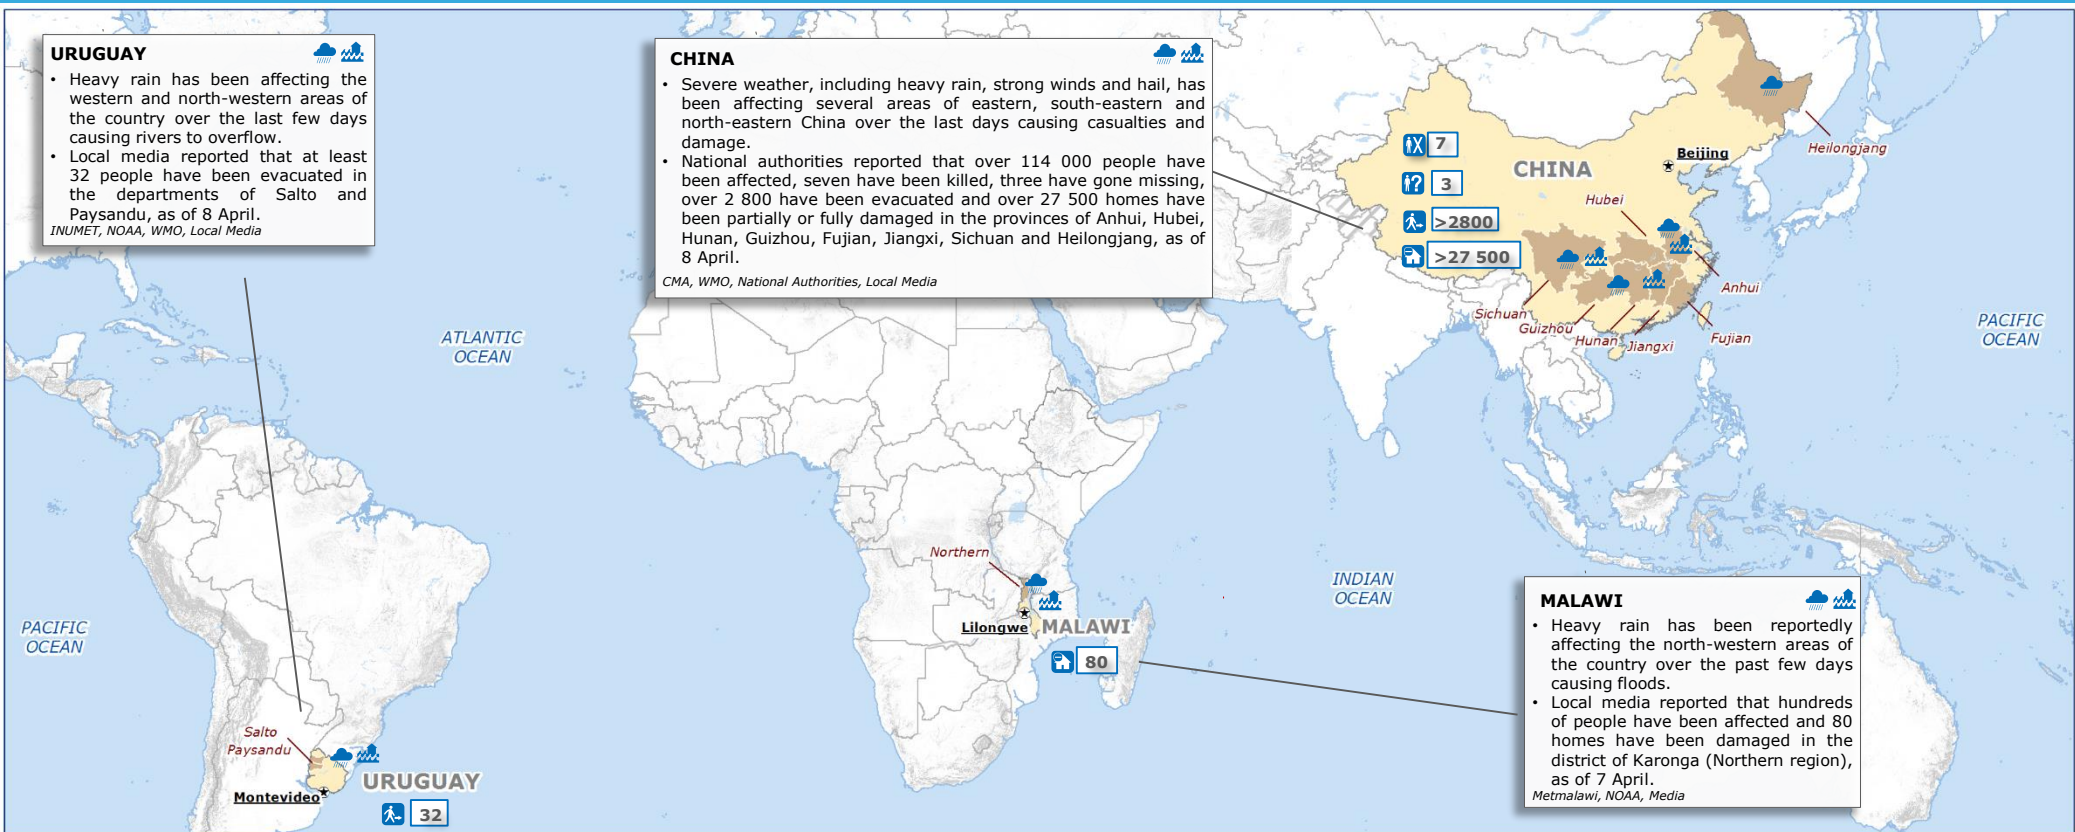 URUGUAY
• Heavy rain has been affecting the
western and north-western areas of
the country over the last few days
causing rivers to overflow.
• Local media reported that at least
32 people have been evacuated in
the departments of Salto and
Paysandu, as of 8 April.
INUMET, NOAA, WMO, Local Media
CHINA
• Severe weather, including heavy rain, strong winds and hail, has
been affecting several areas of eastern, south-eastern and
north-eastern China over the last days causing casualties and
damage.
• National authorities reported that over 114 000 people have
been affected, seven have been killed, three have gone missing,
over 2 800 have been evacuated and over 27 500 homes have
been partially or fully damaged in the provinces of Anhui, Hubei,
Hunan, Guizhou, Fujian, Jiangxi, Sichuan and Heilongjang, as of
8 April.
CMA, WMO, National Authorities, Local Media
7
3
>2800
>27 500
CHINA
Beijing
Heilongjang
Hubei
Anhui
Sichuan
Guizhou
Hunan
Jiangxi
Fujian
ATLANTIC
OCEAN
PACIFIC
OCEAN
Northern
Lilongwe
MALAWI
80
INDIAN
OCEAN
PACIFIC
OCEAN
MALAWI
• Heavy rain has been reportedly
affecting the north-western areas of
the country over the past few days
causing floods.
• Local media reported that hundreds
of people have been affected and 80
homes have been damaged in the
district of Karonga (Northern region),
as of 7 April.
Metmalawi, NOAA, Media
Salto
Paysandu
URUGUAY
Montevideo
32